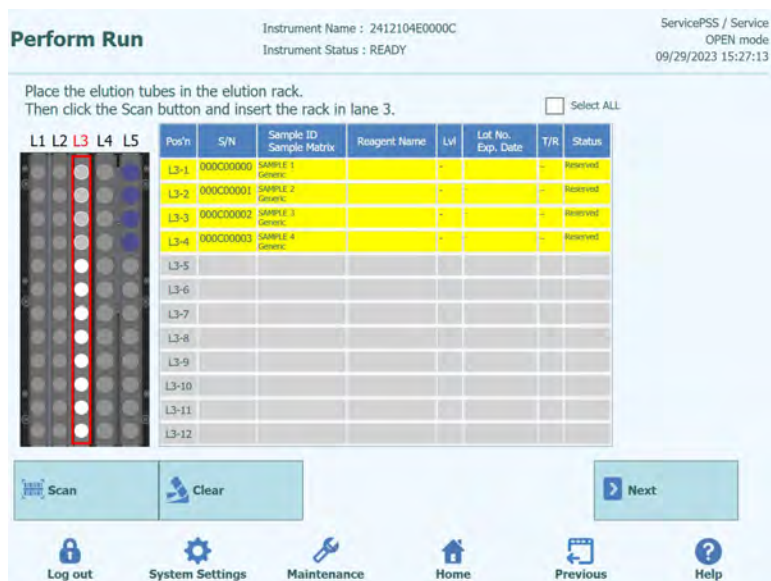 Perform Run
Instrument Name : 2412104E0000C
Instrument Status : READY
ServicePSS / Service
OPEN mode
09/29/2023 15:27:13
Place the elution tubes in the elution rack.
Then click the Scan button and insert the rack in lane 3.
Select ALL
L1 L2 L3 L4 L5
Pos'n S/N Sample ID Sample Matrix Reagent Name Lvl Lot No. Exp. Date T/R Status
L3-1 000C00000 SAMPLE 1 Generic - - - Reserved
L3-2 000C00001 SAMPLE 2 Generic - - - Reserved
L3-3 000C00002 SAMPLE 3 Generic - - - Reserved
L3-4 000C00003 SAMPLE 4 Generic - - - Reserved
L3-5
L3-6
L3-7
L3-8
L3-9
L3-10
L3-11
L3-12
Scan
Clear
Next
Log out
System Settings
Maintenance
Home
Previous
Help